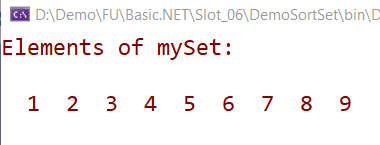 D:\Demo\FU\Basic.NET\Slot_06\DemoSortSet\bin\D
Elements of mySet:
1 2 3 4 5 6 7 8 9